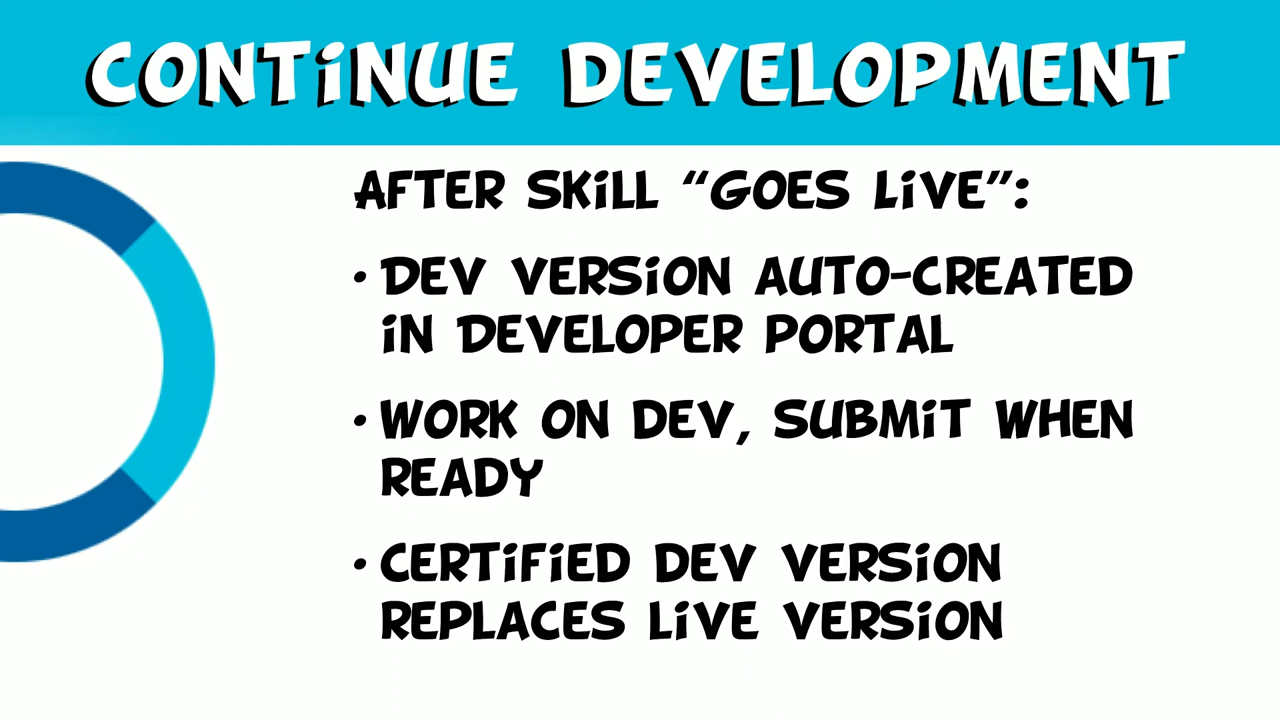 CONTINUE DEVELOPMENT
AFTER SKILL "GOES LIVE":
• DEV VERSION AUTO-CREATED
IN DEVELOPER PORTAL
• WORK ON DEV, SUBMIT WHEN
READY
• CERTIFIED DEV VERSION
REPLACES LIVE VERSION